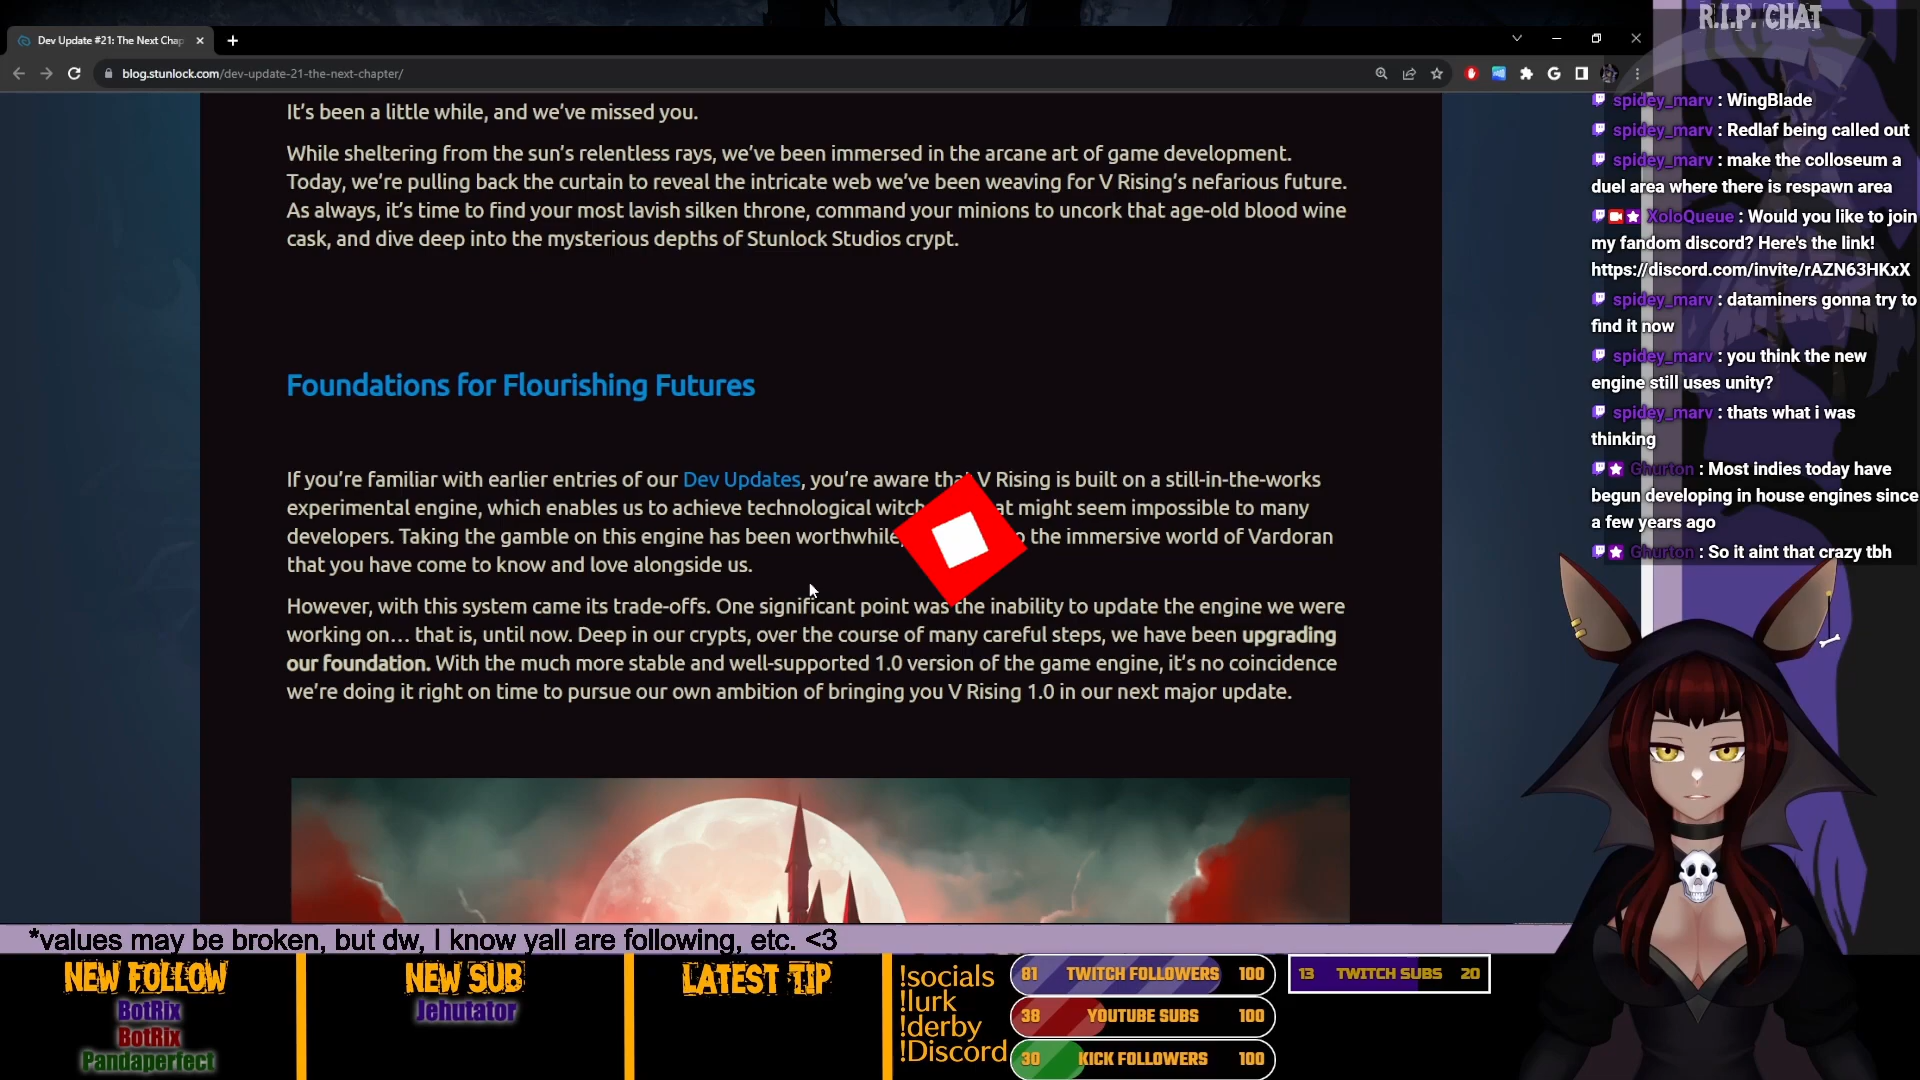 R.I.P. CHAT
Dev Update #21: The Next Chap
blog.stunlock.com/dev-update-21-the-next-chapter/
It's been a little while, and we've missed you.
While sheltering from the sun's relentless rays, we've been immersed in the arcane art of game development.
Today, we're pulling back the curtain to reveal the intricate web we've been weaving for V Rising's nefarious future.
As always, it's time to find your most lavish silken throne, command your minions to uncork that age-old blood wine
cask, and dive deep into the mysterious depths of Stunlock Studios crypt.
Foundations for Flourishing Futures
If you're familiar with earlier entries of our Dev Updates, you're aware that V Rising is built on a still-in-the-works
experimental engine, which enables us to achieve technological witch at might seem impossible to many
developers. Taking the gamble on this engine has been worthwhile, the immersive world of Vardoran
that you have come to know and love alongside us.
However, with this system came its trade-offs. One significant point was the inability to update the engine we were
working on... that is, until now. Deep in our crypts, over the course of many careful steps, we have been upgrading
our foundation. With the much more stable and well-supported 1.0 version of the game engine, it's no coincidence
we're doing it right on time to pursue our own ambition of bringing you V Rising 1.0 in our next major update.
spidey_marv : WingBlade
spidey_marv : Redlaf being called out
spidey_marv : make the colloseum a
duel area where there is respawn area
XoloQueue : Would you like to join
my fandom discord? Here's the link!
https://discord.com/invite/rAZN63HKxX
spidey_marv : dataminers gonna try to
find it now
spidey_marv : you think the new
engine still uses unity?
spidey_marv : thats what i was
thinking
Ghurton : Most indies today have
begun developing in house engines since
a few years ago
Ghurton : So it aint that crazy tbh
*values may be broken, but dw, I know yall are following, etc. <3
NEW FOLLOW
BotRix
BotRix
Pandaperfect
NEW SUB
Jehutator
LATEST TIP
!socials
!lurk
!derby
!Discord
81 TWITCH FOLLOWERS 100
38 YOUTUBE SUBS 100
30 KICK FOLLOWERS 100
13 TWITCH SUBS 20